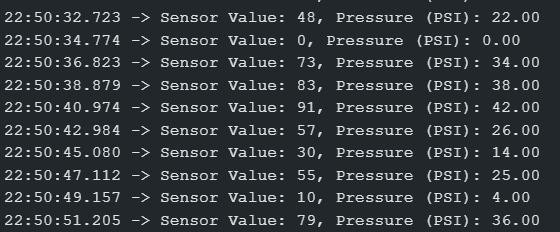 22:50:32.723 -> Sensor Value: 48, Pressure (PSI): 22.00
22:50:34.774 -> Sensor Value: 0, Pressure (PSI): 0.00
22:50:36.823 -> Sensor Value: 73, Pressure (PSI): 34.00
22:50:38.879 -> Sensor Value: 83, Pressure (PSI): 38.00
22:50:40.974 -> Sensor Value: 91, Pressure (PSI): 42.00
22:50:42.984 -> Sensor Value: 57, Pressure (PSI): 26.00
22:50:45.080 -> Sensor Value: 30, Pressure (PSI): 14.00
22:50:47.112 -> Sensor Value: 55, Pressure (PSI): 25.00
22:50:49.157 -> Sensor Value: 10, Pressure (PSI): 4.00
22:50:51.205 -> Sensor Value: 79, Pressure (PSI): 36.00